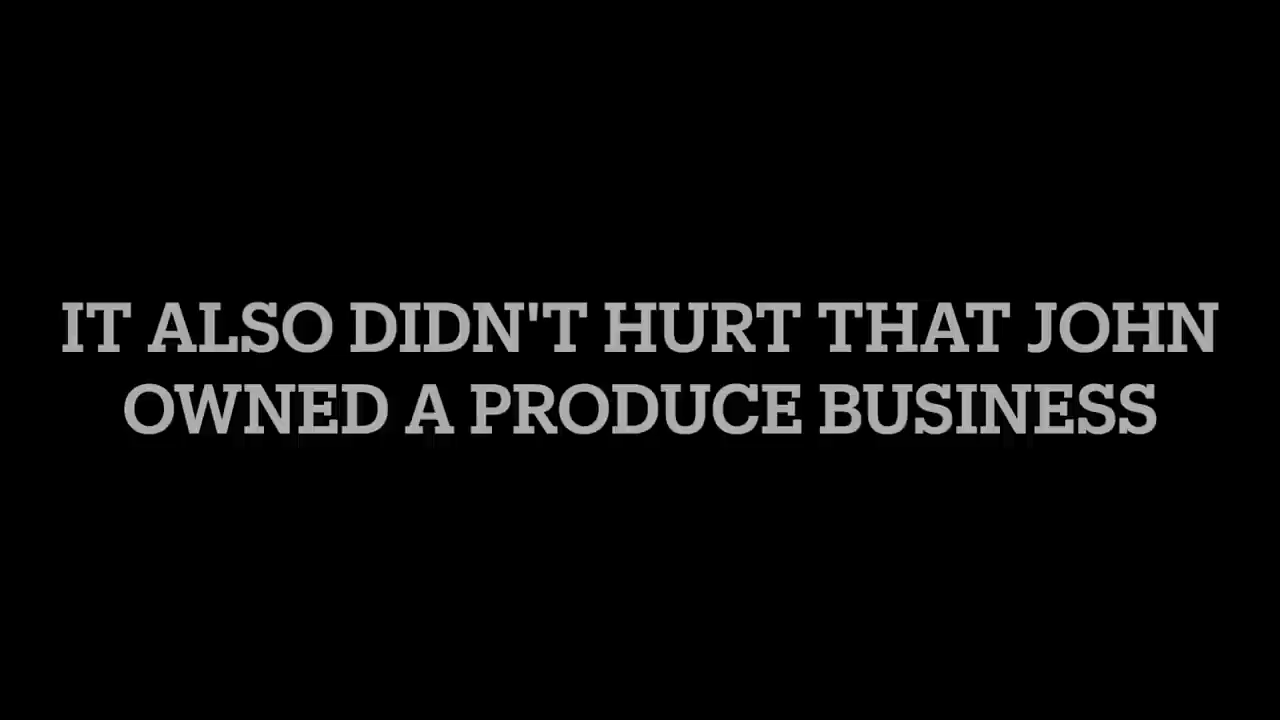 IT ALSO DIDN'T HURT THAT JOHN
OWNED A PRODUCE BUSINESS